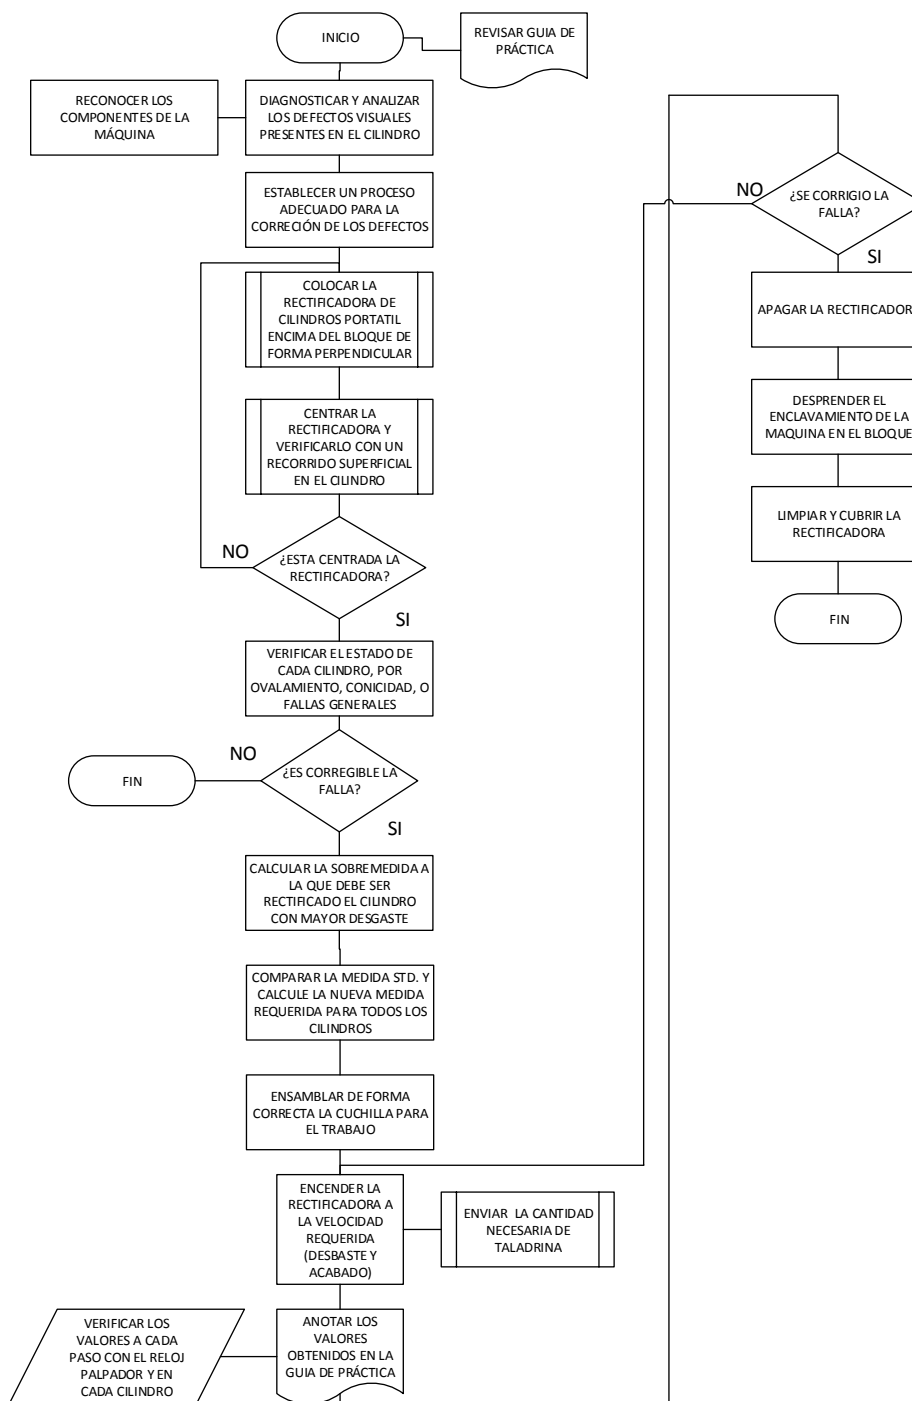 INICIO
REVISAR GUIA DE
PRÁCTICA
RECONOCER LOS
COMPONENTES DE LA
MÁQUINA
DIAGNOSTICAR Y ANALIZAR
LOS DEFECTOS VISUALES
PRESENTES EN EL CILINDRO
ESTABLECER UN PROCESO
ADECUADO PARA LA
CORRECIÓN DE LOS DEFECTOS
COLOCAR LA
RECTIFICADORA DE
CILINDROS PORTATIL
ENCIMA DEL BLOQUE DE
FORMA PERPENDICULAR
CENTRAR LA
RECTIFICADORA Y
VERIFICARLO CON UN
RECORRIDO SUPERFICIAL
EN EL CILINDRO
NO
¿ESTA CENTRADA LA
RECTIFICADORA?
SI
VERIFICAR EL ESTADO DE
CADA CILINDRO, POR
OVALAMIENTO, CONICIDAD, O
FALLAS GENERALES
NO
FIN
¿ES CORREGIBLE LA
FALLA?
SI
CALCULAR LA SOBREMEDIDA A
LA QUE DEBE SER
RECTIFICADO EL CILINDRO
CON MAYOR DESGASTE
COMPARAR LA MEDIDA STD. Y
CALCULE LA NUEVA MEDIDA
REQUERIDA PARA TODOS LOS
CILINDROS
ENSAMBLAR DE FORMA
CORRECTA LA CUCHILLA PARA
EL TRABAJO
ENCENDER LA
RECTIFICADORA A
LA VELOCIDAD
REQUERIDA
(DESBASTE Y
ACABADO)
ENVIAR LA CANTIDAD
NECESARIA DE
TALADRINA
VERIFICAR LOS
VALORES A CADA
PASO CON EL RELOJ
PALPADOR Y EN
CADA CILINDRO
ANOTAR LOS
VALORES
OBTENIDOS EN LA
GUIA DE PRÁCTICA
NO
¿SE CORRIGIO LA
FALLA?
SI
APAGAR LA RECTIFICADOR
DESPRENDER EL
ENCLAVAMIENTO DE LA
MAQUINA EN EL BLOQUE
LIMPIAR Y CUBRIR LA
RECTIFICADORA
FIN